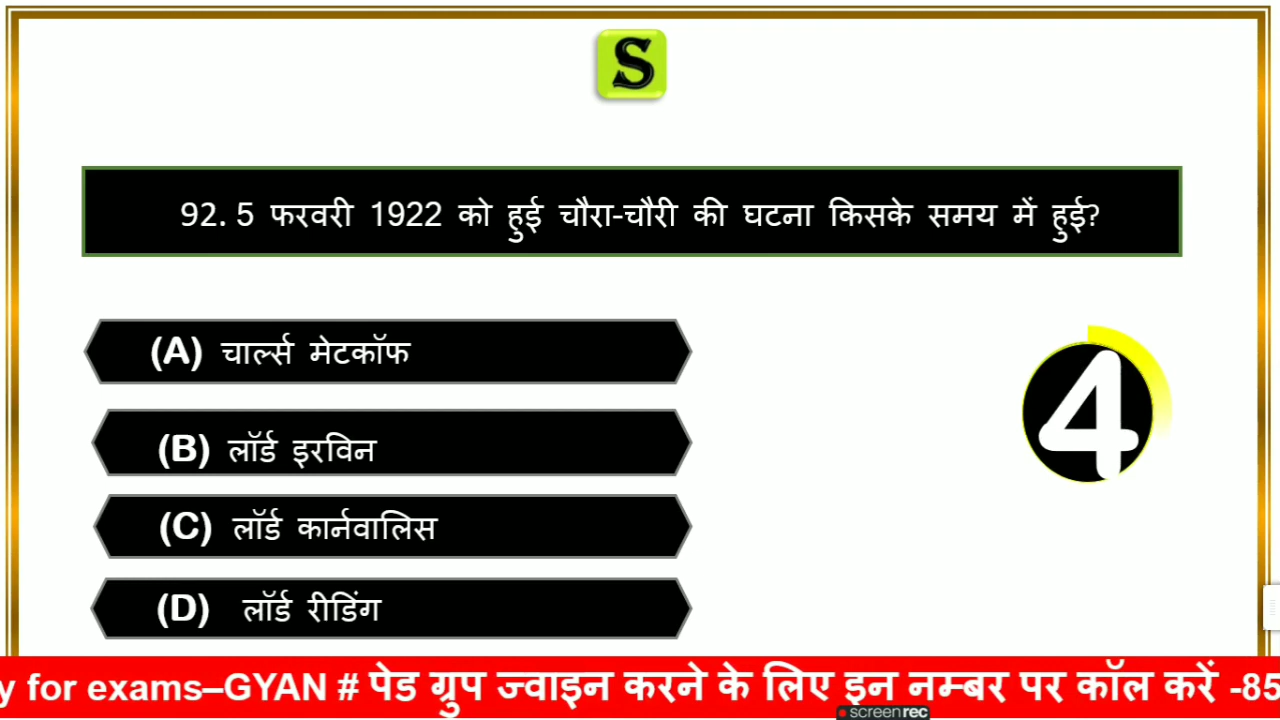 S
92. 5 फरवरी 1922 को हुई चौरा-चौरी की घटना किसके समय में हुई?
(A) चार्ल्स मेटकॉफ
(B) लॉर्ड इरविन
4
(C) लॉर्ड कार्नवालिस
(D) लॉर्ड रीडिंग
y for exams–GYAN # पेड ग्रुप ज्वाइन करने के लिए इन नम्बर पर कॉल करें -85
screenrec